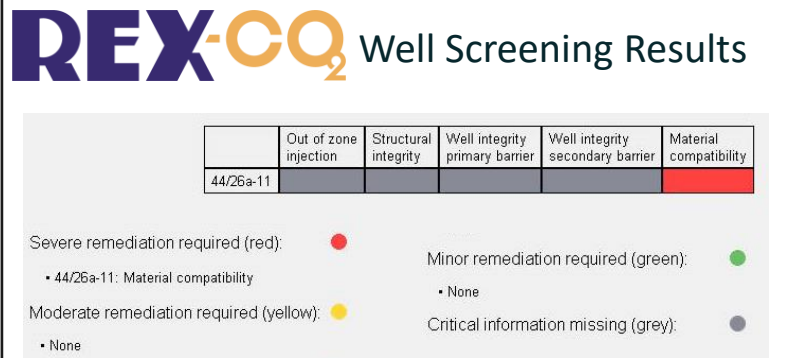 REX-CO2 Well Screening Results
Out of zone injection | Structural integrity | Well integrity primary barrier | Well integrity secondary barrier | Material compatibility
44/26a-11
Severe remediation required (red):
• 44/26a-11: Material compatibility
Moderate remediation required (yellow):
• None
Minor remediation required (green):
• None
Critical information missing (grey):